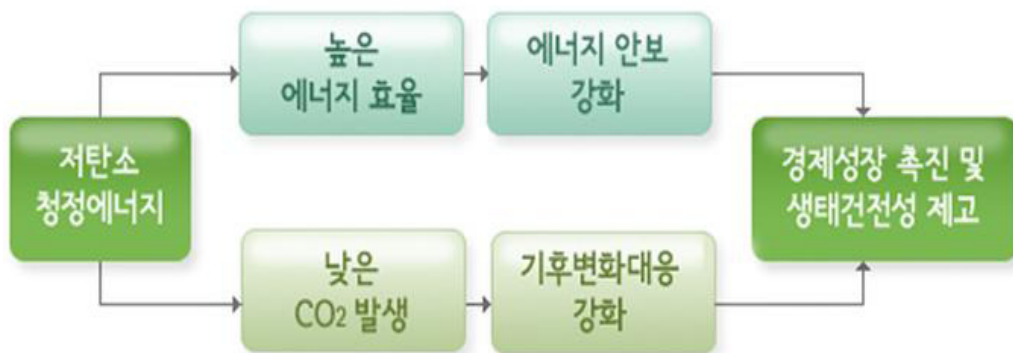 저탄소
청정에너지
높은
에너지 효율
에너지 안보
강화
낮은
CO₂ 발생
기후변화대응
강화
경제성장 촉진 및
생태건전성 제고